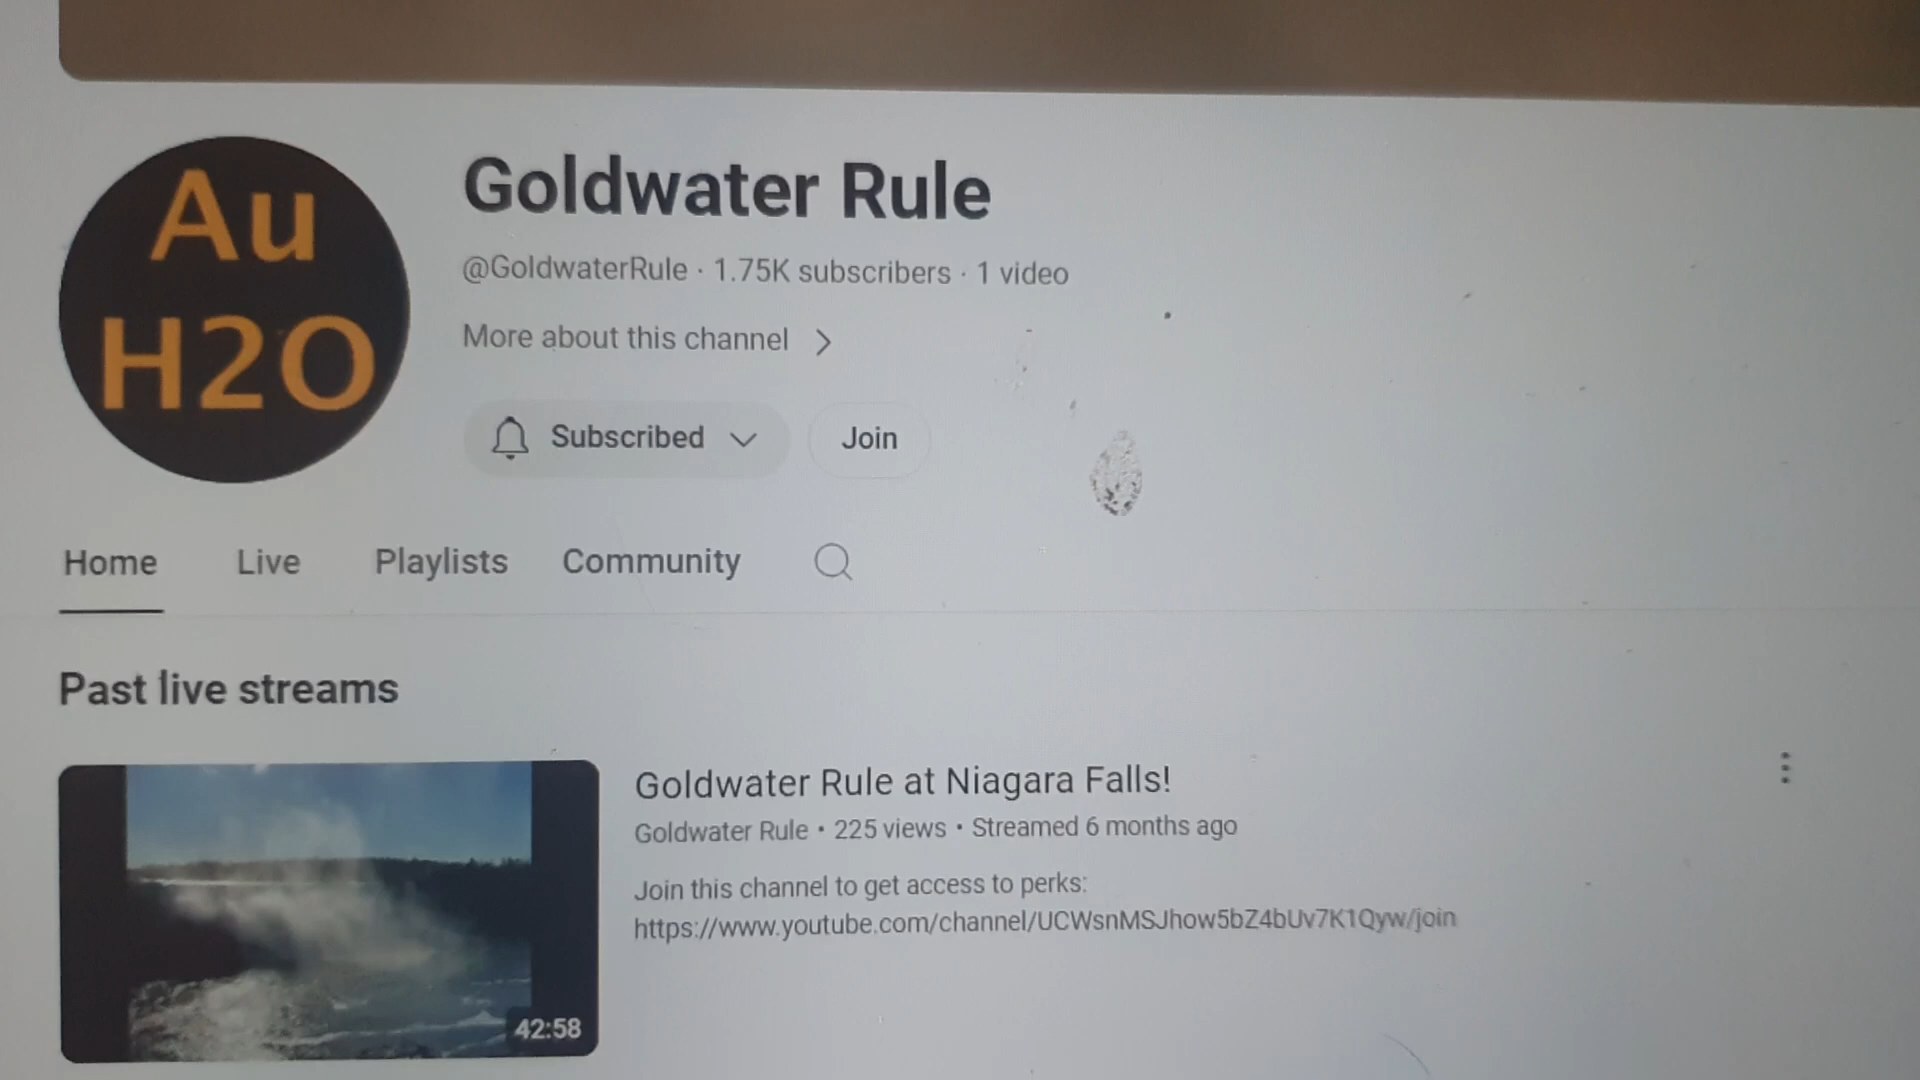 Au
H2O
Goldwater Rule
@GoldwaterRule · 1.75K subscribers · 1 video
More about this channel >
Subscribed
Join
Home Live Playlists Community
Past live streams
42:58
Goldwater Rule at Niagara Falls!
Goldwater Rule • 225 views • Streamed 6 months ago
Join this channel to get access to perks:
https://www.youtube.com/channel/UCWsnMSJhow5bZ4bUv7K1Qyw/join